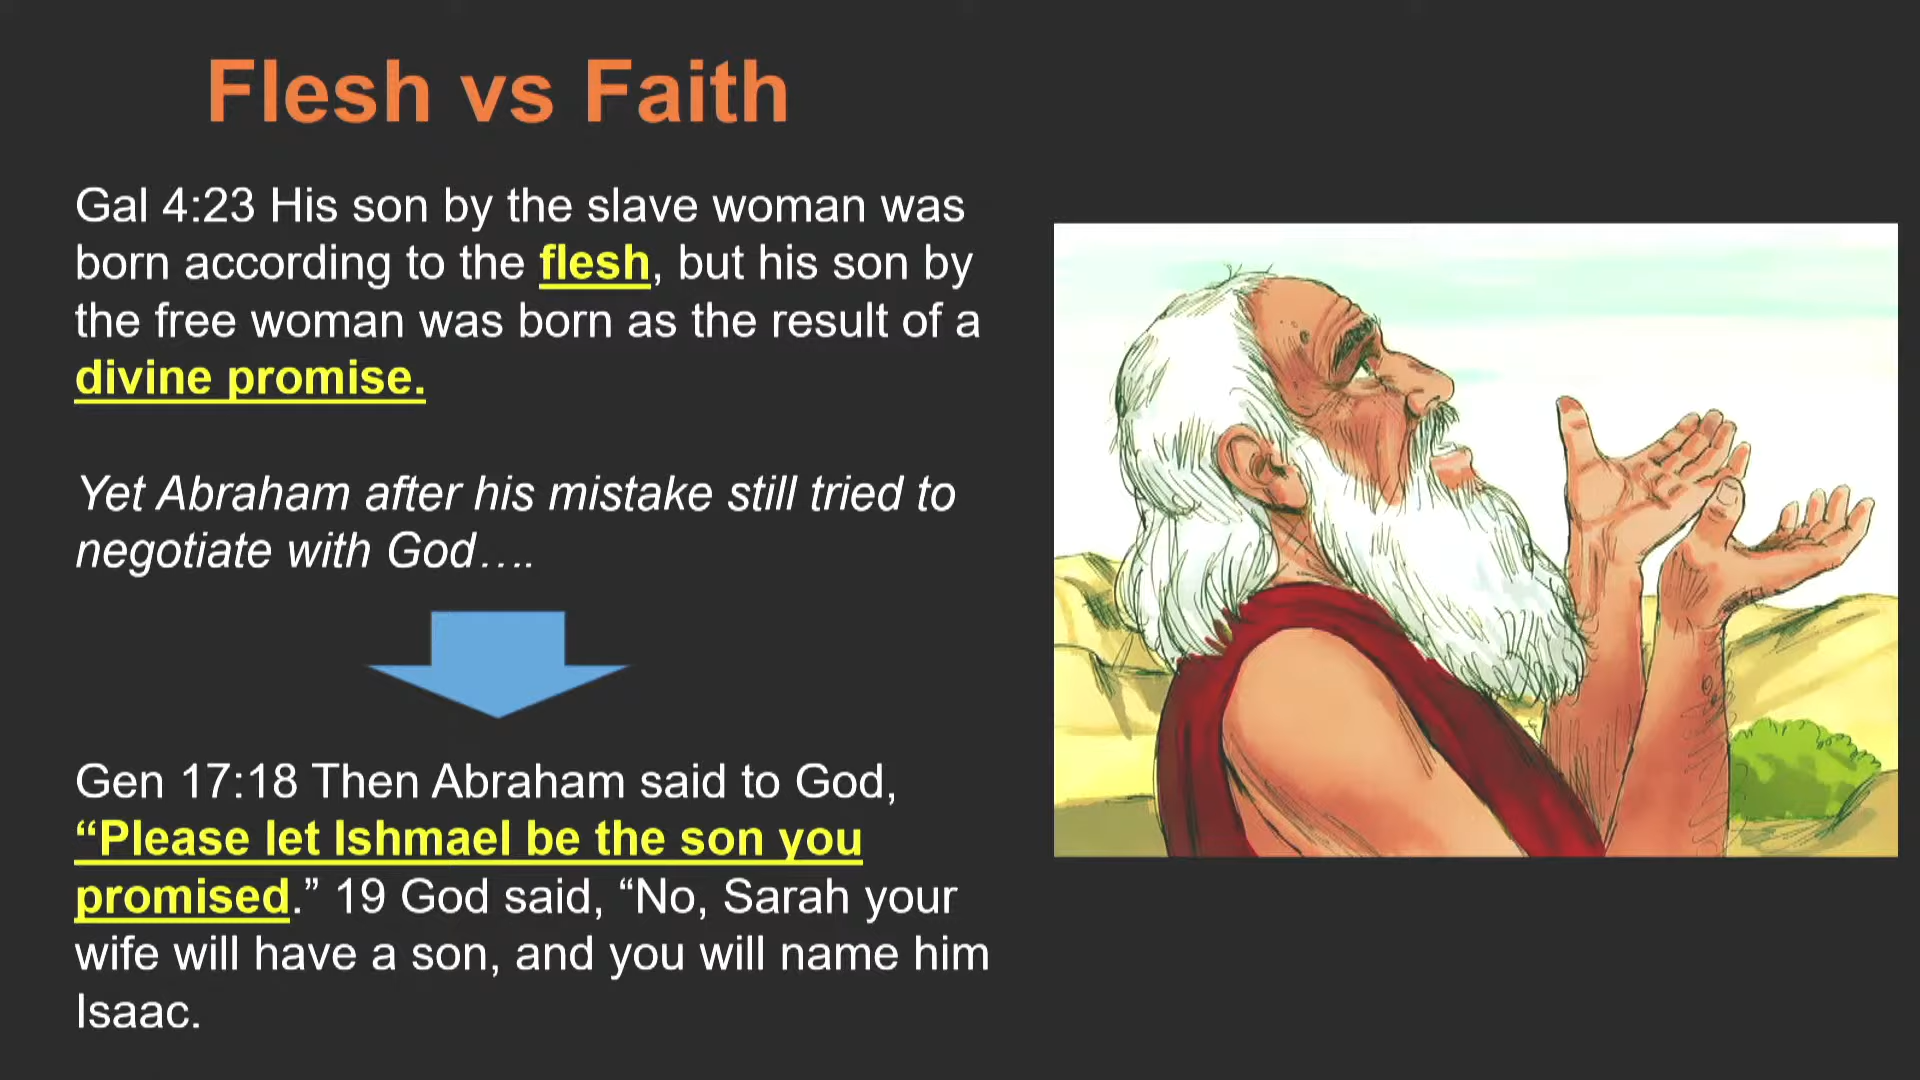 Flesh vs Faith
Gal 4:23 His son by the slave woman was
born according to the flesh, but his son by
the free woman was born as the result of a
divine promise.
Yet Abraham after his mistake still tried to
negotiate with God….
Gen 17:18 Then Abraham said to God,
“Please let Ishmael be the son you
promised.” 19 God said, “No, Sarah your
wife will have a son, and you will name him
Isaac.